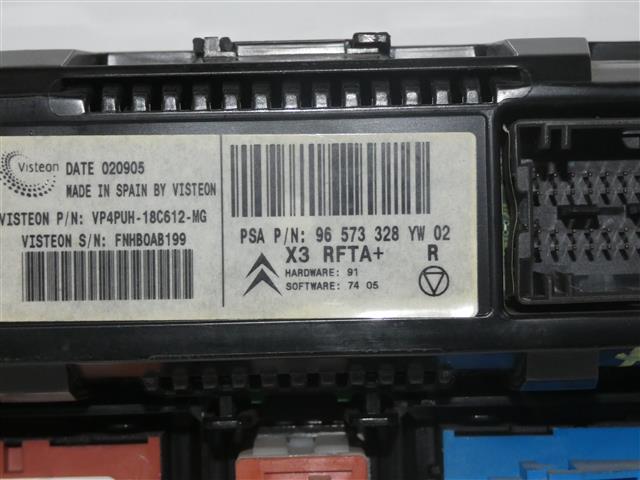 Visteon DATE 020905
MADE IN SPAIN BY VISTEON
VISTEON P/N: VP4PUH-18C612-MG
VISTEON S/N: FNHB0AB199
PSA P/N: 96 573 328 YW 02
X3 RFTA+ R
HARDWARE: 91
SOFTWARE: 74 05